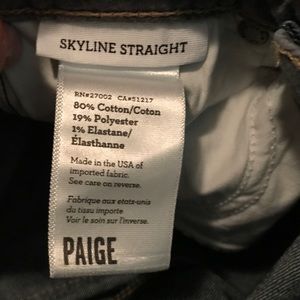 SKYLINE STRAIGHT
RN#27002 CA#51217
80% Cotton/Coton
19% Polyester
1% Elastane/
Élasthanne
Made in the USA of
imported fabric.
See care on reverse.
Fabrique aux etats-unis
du tissu importe
Voir le soin sur l'inverse.
PAIGE